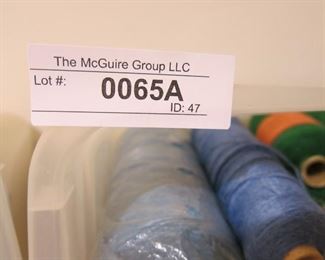 The McGuire Group LLC
Lot #:
0065A
ID: 47